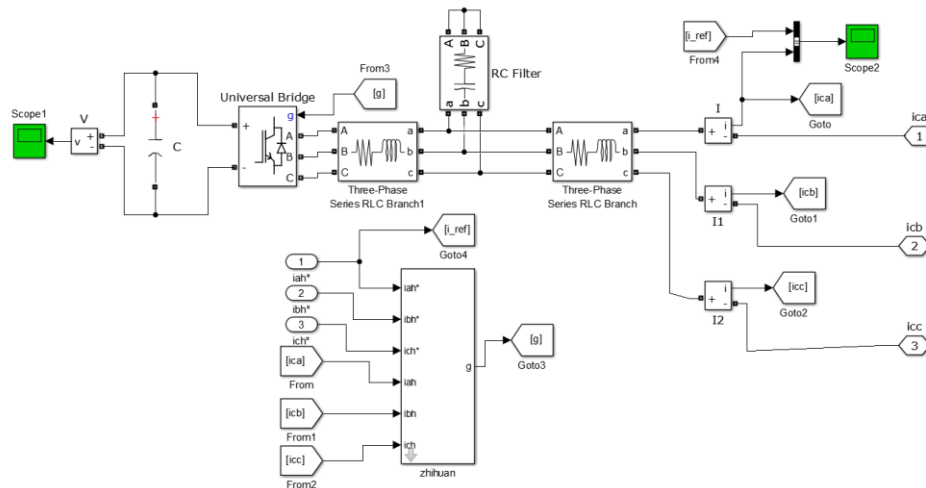 A B C
RC Filter
a b c
[i_ref]
From4
Scope2
From3
[g]
Universal Bridge
g
A
B
C
+
-
Scope1
V
v
+
-
+
C
A
B
C
a
b
c
Three-Phase
Series RLC Branch1
A
B
C
a
b
c
Three-Phase
Series RLC Branch
I
+
i
-
[ica]
Goto
ica
1
I1
+
i
-
[icb]
Goto1
icb
2
I2
+
i
-
[icc]
Goto2
icc
3
[i_ref]
Goto4
1
iah*
2
ibh*
3
ich*
[ica]
From
[icb]
From1
[icc]
From2
iah*
ibh*
ich*
iah
ibh
ich
g
zhihuan
[g]
Goto3